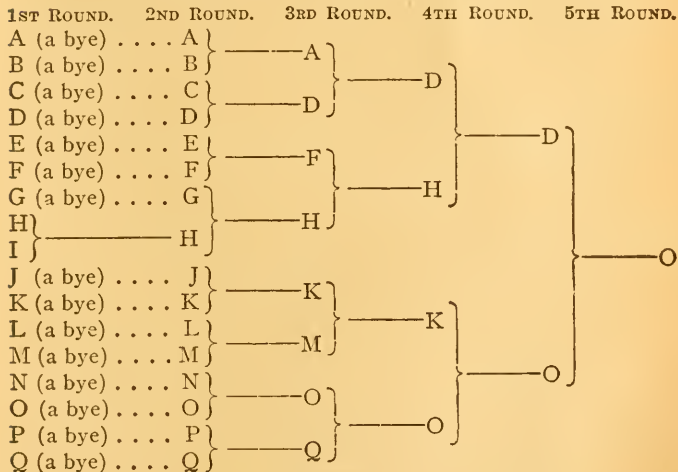 1ST ROUND. 2ND ROUND. 3RD ROUND. 4TH ROUND. 5TH ROUND.
A (a bye) .... A
B (a bye) .... B
A
C (a bye) .... C
D (a bye) .... D
D
D
E (a bye) .... E
F (a bye) .... F
F
G (a bye) .... G
H
I
H
H
H
D
J (a bye) .... J
K (a bye) .... K
K
L (a bye) .... L
M (a bye) .... M
M
K
N (a bye) .... N
O (a bye) .... O
O
P (a bye) .... P
Q (a bye) .... Q
Q
O
O
O